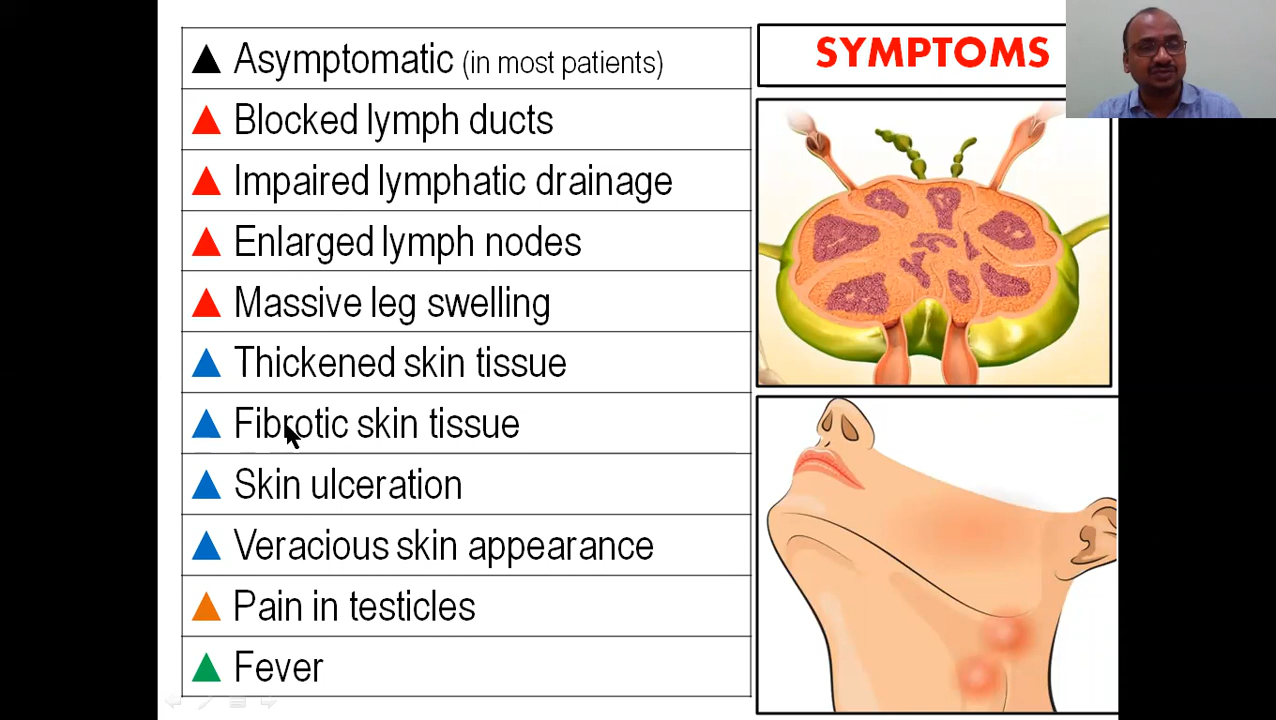 SYMPTOMS
▲ Asymptomatic (in most patients)
▲ Blocked lymph ducts
▲ Impaired lymphatic drainage
▲ Enlarged lymph nodes
▲ Massive leg swelling
▲ Thickened skin tissue
▲ Fibrotic skin tissue
▲ Skin ulceration
▲ Veracious skin appearance
▲ Pain in testicles
▲ Fever